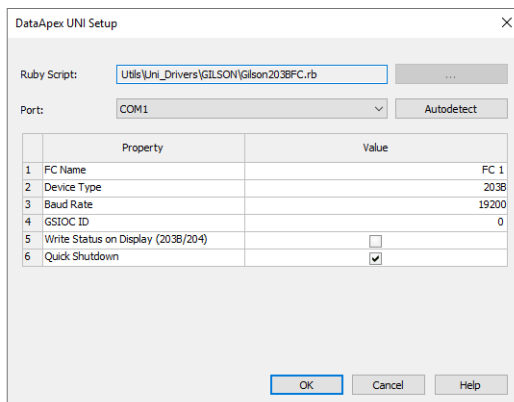 DataApex UNI Setup
Ruby Script: Utils\Uni_Drivers\GILSON\Gilson203BFC.rb ...
Port: COM1 Autodetect
Property Value
1 FC Name FC 1
2 Device Type 203B
3 Baud Rate 19200
4 GSIOC ID 0
5 Write Status on Display (203B/204)
6 Quick Shutdown
OK Cancel Help